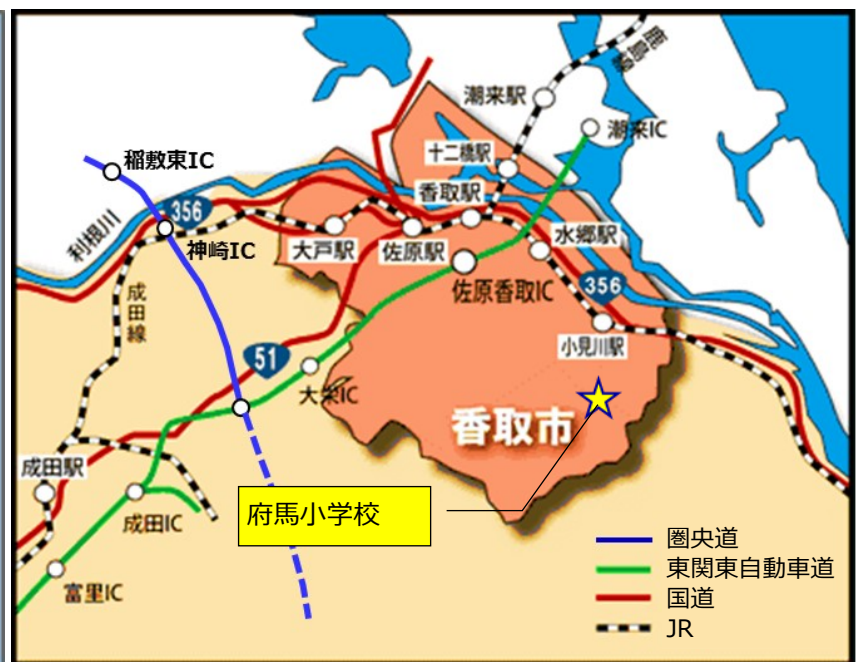 鹿島線
潮来駅
潮来IC
十二橋駅
稲敷東IC
香取駅
356
利根川
神崎IC
大戸駅
佐原駅
水郷駅
佐原香取IC
356
成田線
小見川駅
51
大栄IC
香取市
成田駅
府馬小学校
成田IC
富里IC
圏央道
東関東自動車道
国道
JR